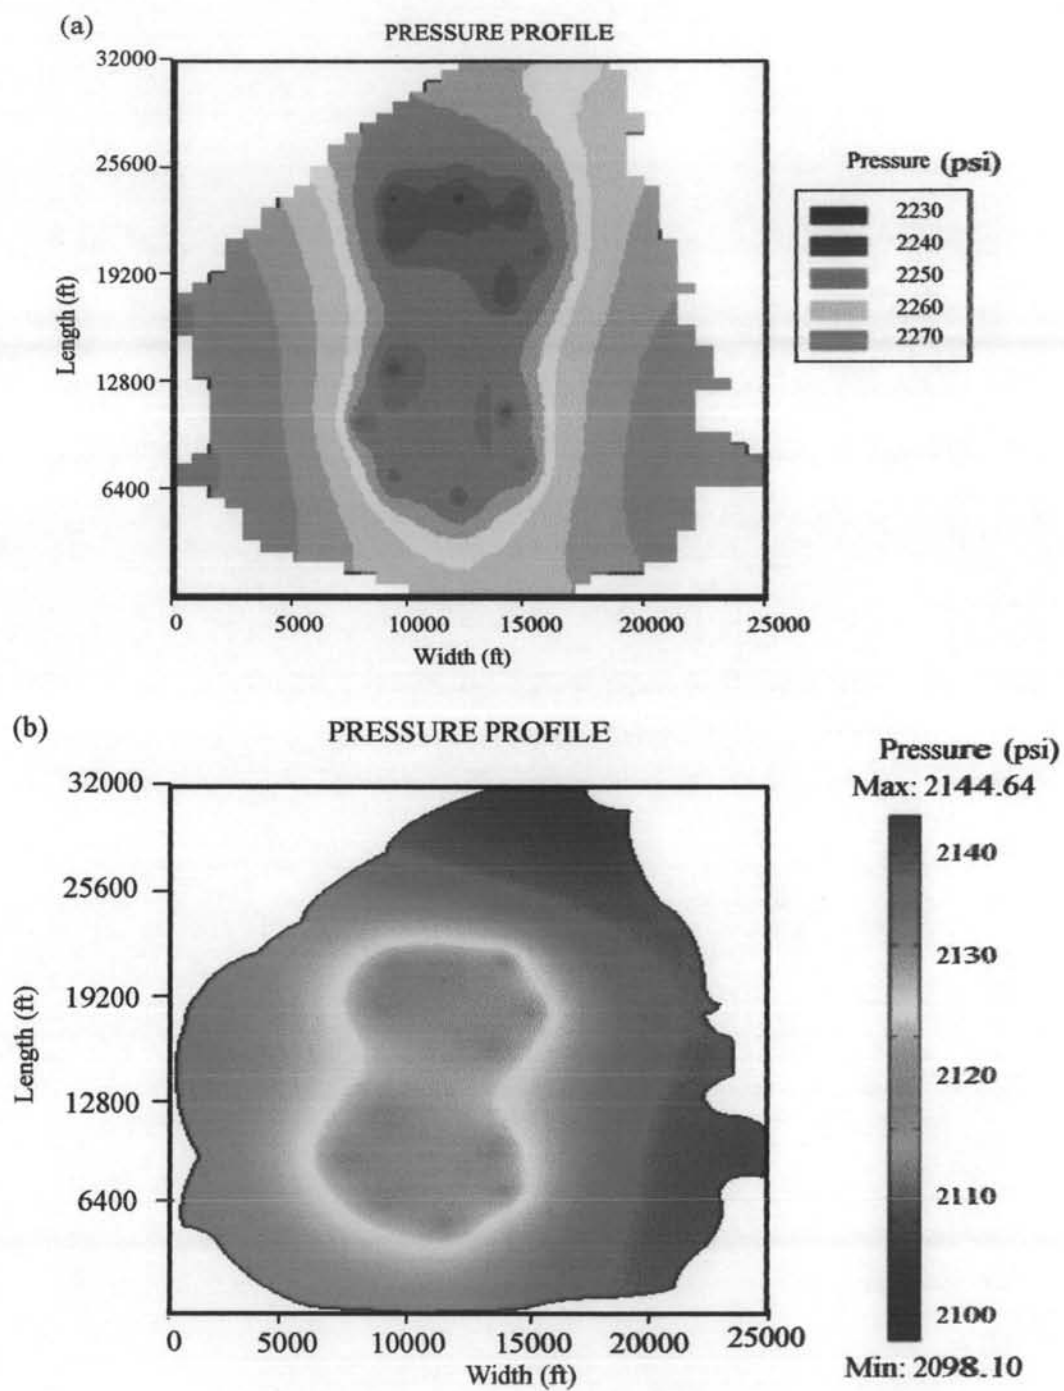 (a)
PRESSURE PROFILE
32000
25600
19200
12800
6400
Length (ft)
0 5000 10000 15000 20000 25000
Width (ft)
Pressure (psi)
2230
2240
2250
2260
2270
(b)
PRESSURE PROFILE
32000
25600
19200
12800
6400
Length (ft)
0 5000 10000 15000 20000 25000
Width (ft)
Pressure (psi)
Max: 2144.64
2140
2130
2120
2110
2100
Min: 2098.10